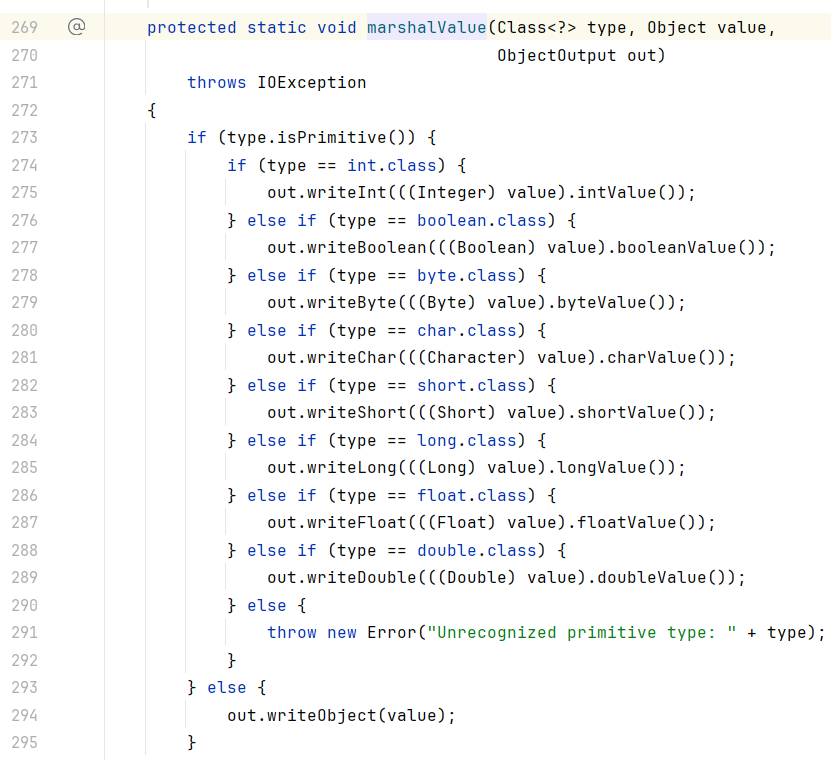 269 @ protected static void marshalValue(Class<?> type, Object value,
270 ObjectOutput out)
271 throws IOException
272 {
273 if (type.isPrimitive()) {
274 if (type == int.class) {
275 out.writeInt(((Integer) value).intValue());
276 } else if (type == boolean.class) {
277 out.writeBoolean(((Boolean) value).booleanValue());
278 } else if (type == byte.class) {
279 out.writeByte(((Byte) value).byteValue());
280 } else if (type == char.class) {
281 out.writeChar(((Character) value).charValue());
282 } else if (type == short.class) {
283 out.writeShort(((Short) value).shortValue());
284 } else if (type == long.class) {
285 out.writeLong(((Long) value).longValue());
286 } else if (type == float.class) {
287 out.writeFloat(((Float) value).floatValue());
288 } else if (type == double.class) {
289 out.writeDouble(((Double) value).doubleValue());
290 } else {
291 throw new Error("Unrecognized primitive type: " + type);
292 }
293 } else {
294 out.writeObject(value);
295 }